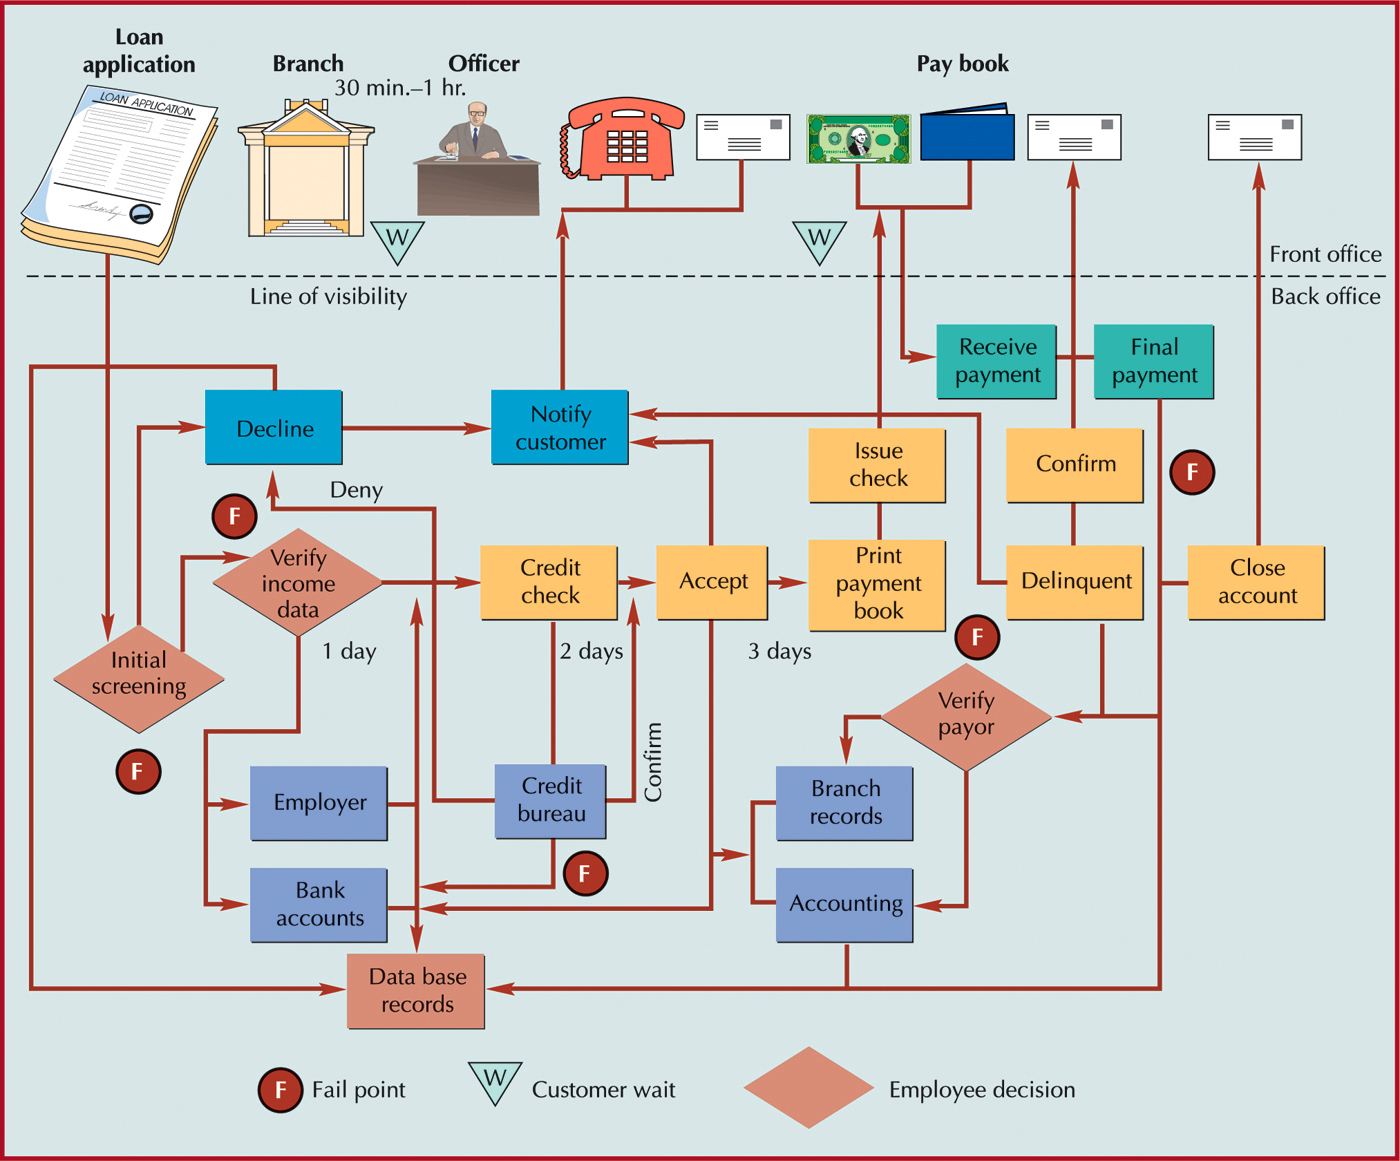 Loan
application
Branch
30 min.–1 hr.
Officer
Pay book
LOAN APPLICATION
W
W
Front office
Line of visibility
Back office
Receive
payment
Final
payment
Decline
Notify
customer
Issue
check
Confirm
F
Deny
F
Verify
income
data
Credit
check
Accept
Print
payment
book
Delinquent
Close
account
1 day
2 days
3 days
F
Initial
screening
Verify
payor
F
Confirm
Employer
Credit
bureau
Branch
records
F
Bank
accounts
Accounting
Data base
records
F Fail point
W Customer wait
Employee decision